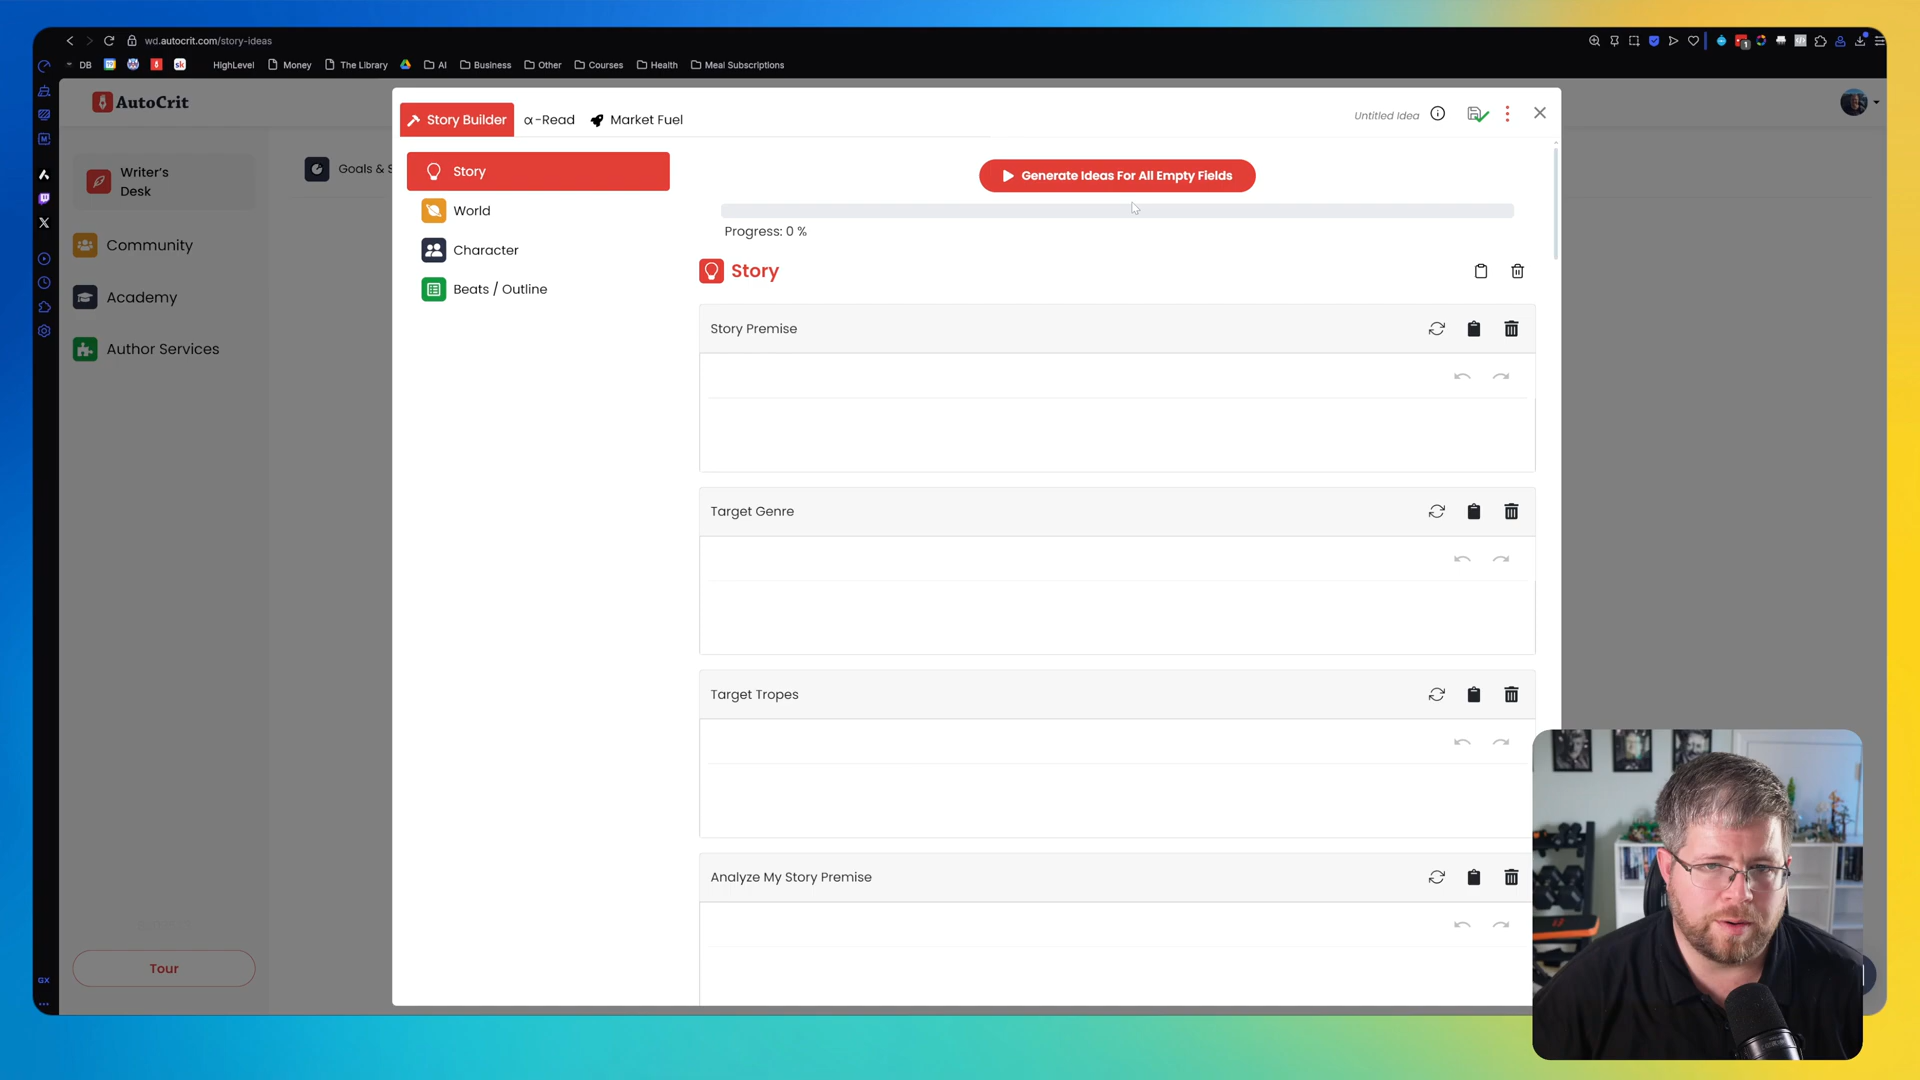 wd.autocrit.com/story-ideas
DB
HighLevel
Money
The Library
AI
Business
Other
Courses
Health
Meal Subscriptions
AutoCrit
Writer's
Desk
Community
Academy
Author Services
Tour
Goals & S
Story Builder
α-Read
Market Fuel
Untitled Idea
Story
World
Character
Beats / Outline
Generate Ideas For All Empty Fields
Progress: 0 %
Story
Story Premise
Target Genre
Target Tropes
Analyze My Story Premise
GX